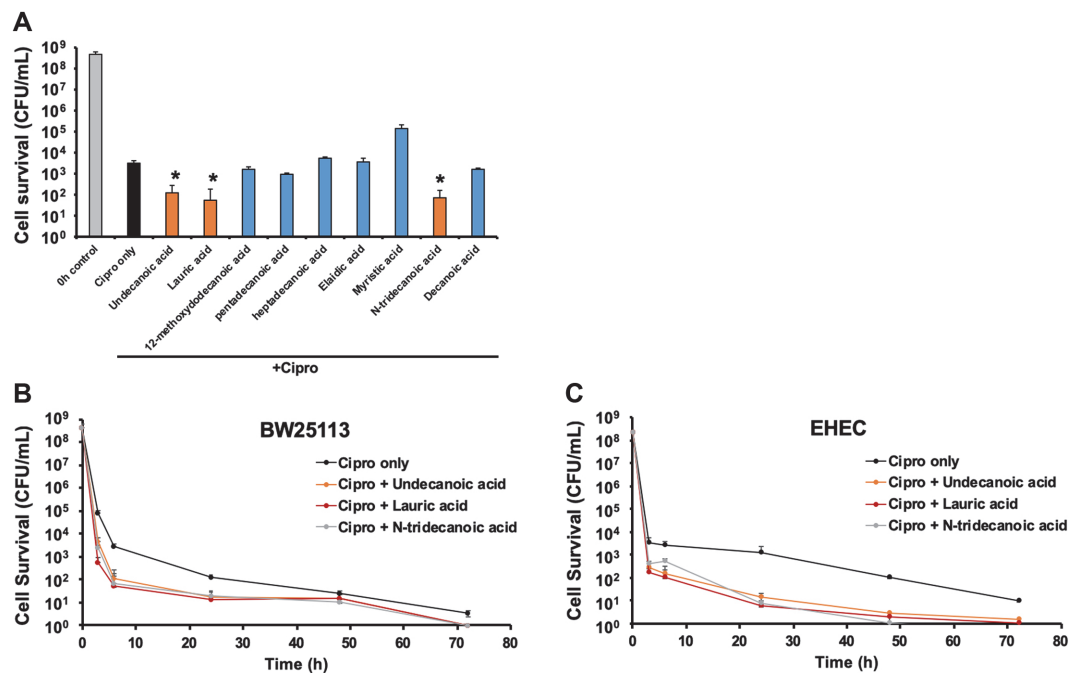 A
Cell survival (CFU/mL)
10⁹
10⁸
10⁷
10⁶
10⁵
10⁴
10³
10²
10¹
10⁰
* * *
0h control
Cipro only
Undecanoic acid
Lauric acid
12-methoxydodecanoic acid
pentadecanoic acid
heptadecanoic acid
Elaidic acid
Myristic acid
N-tridecanoic acid
Decanoic acid
+Cipro
B
BW25113
Cell Survival (CFU/mL)
10⁹
10⁸
10⁷
10⁶
10⁵
10⁴
10³
10²
10¹
10⁰
Cipro only
Cipro + Undecanoic acid
Cipro + Lauric acid
Cipro + N-tridecanoic acid
0 10 20 30 40 50 60 70 80
Time (h)
C
EHEC
Cell Survival (CFU/mL)
10⁹
10⁸
10⁷
10⁶
10⁵
10⁴
10³
10²
10¹
10⁰
Cipro only
Cipro + Undecanoic acid
Cipro + Lauric acid
Cipro + N-tridecanoic acid
0 10 20 30 40 50 60 70 80
Time (h)